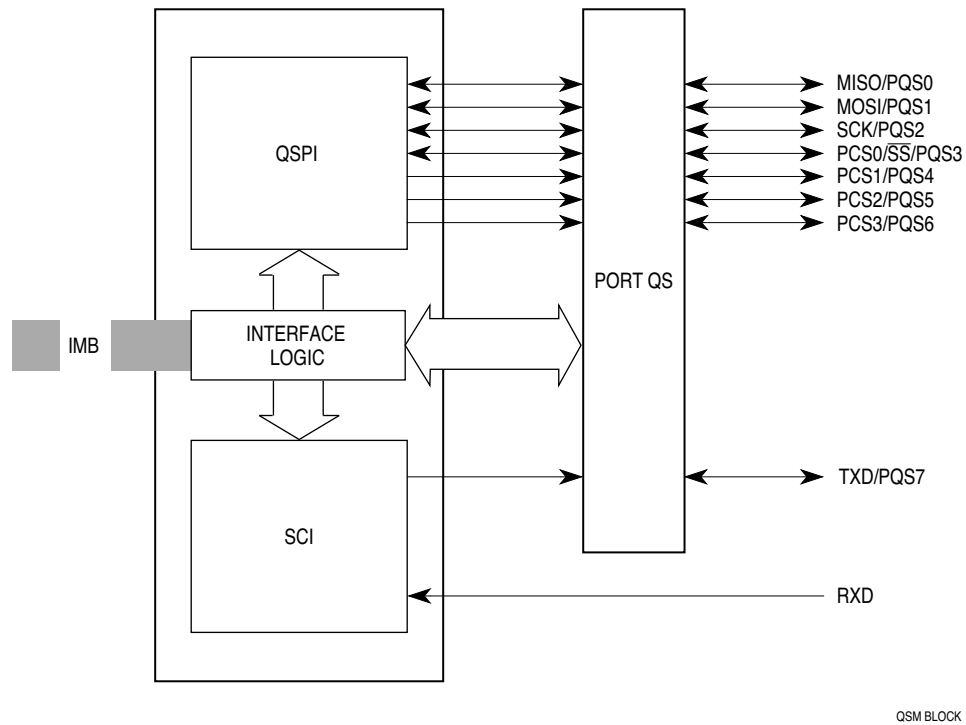 QSPI
MISO/PQS0
MOSI/PQS1
SCK/PQS2
PCS0/S̅S̅/PQS3
PCS1/PQS4
PCS2/PQS5
PCS3/PQS6
PORT QS
IMB
INTERFACE
LOGIC
SCI
TXD/PQS7
RXD
QSM BLOCK